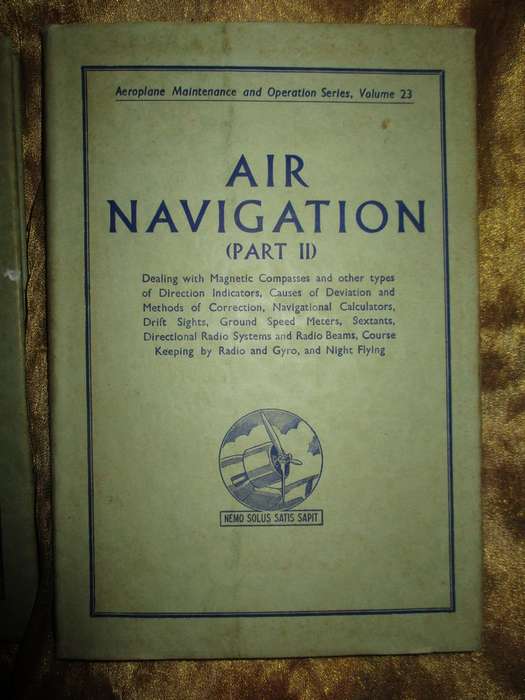 Aeroplane Maintenance and Operation Series, Volume 23
AIR
NAVIGATION
(PART II)
Dealing with Magnetic Compasses and other types
of Direction Indicators, Causes of Deviation and
Methods of Correction, Navigational Calculators,
Drift Sights, Ground Speed Meters, Sextants,
Directional Radio Systems and Radio Beams, Course
Keeping by Radio and Gyro, and Night Flying
NEMO SOLUS SATIS SAPIT